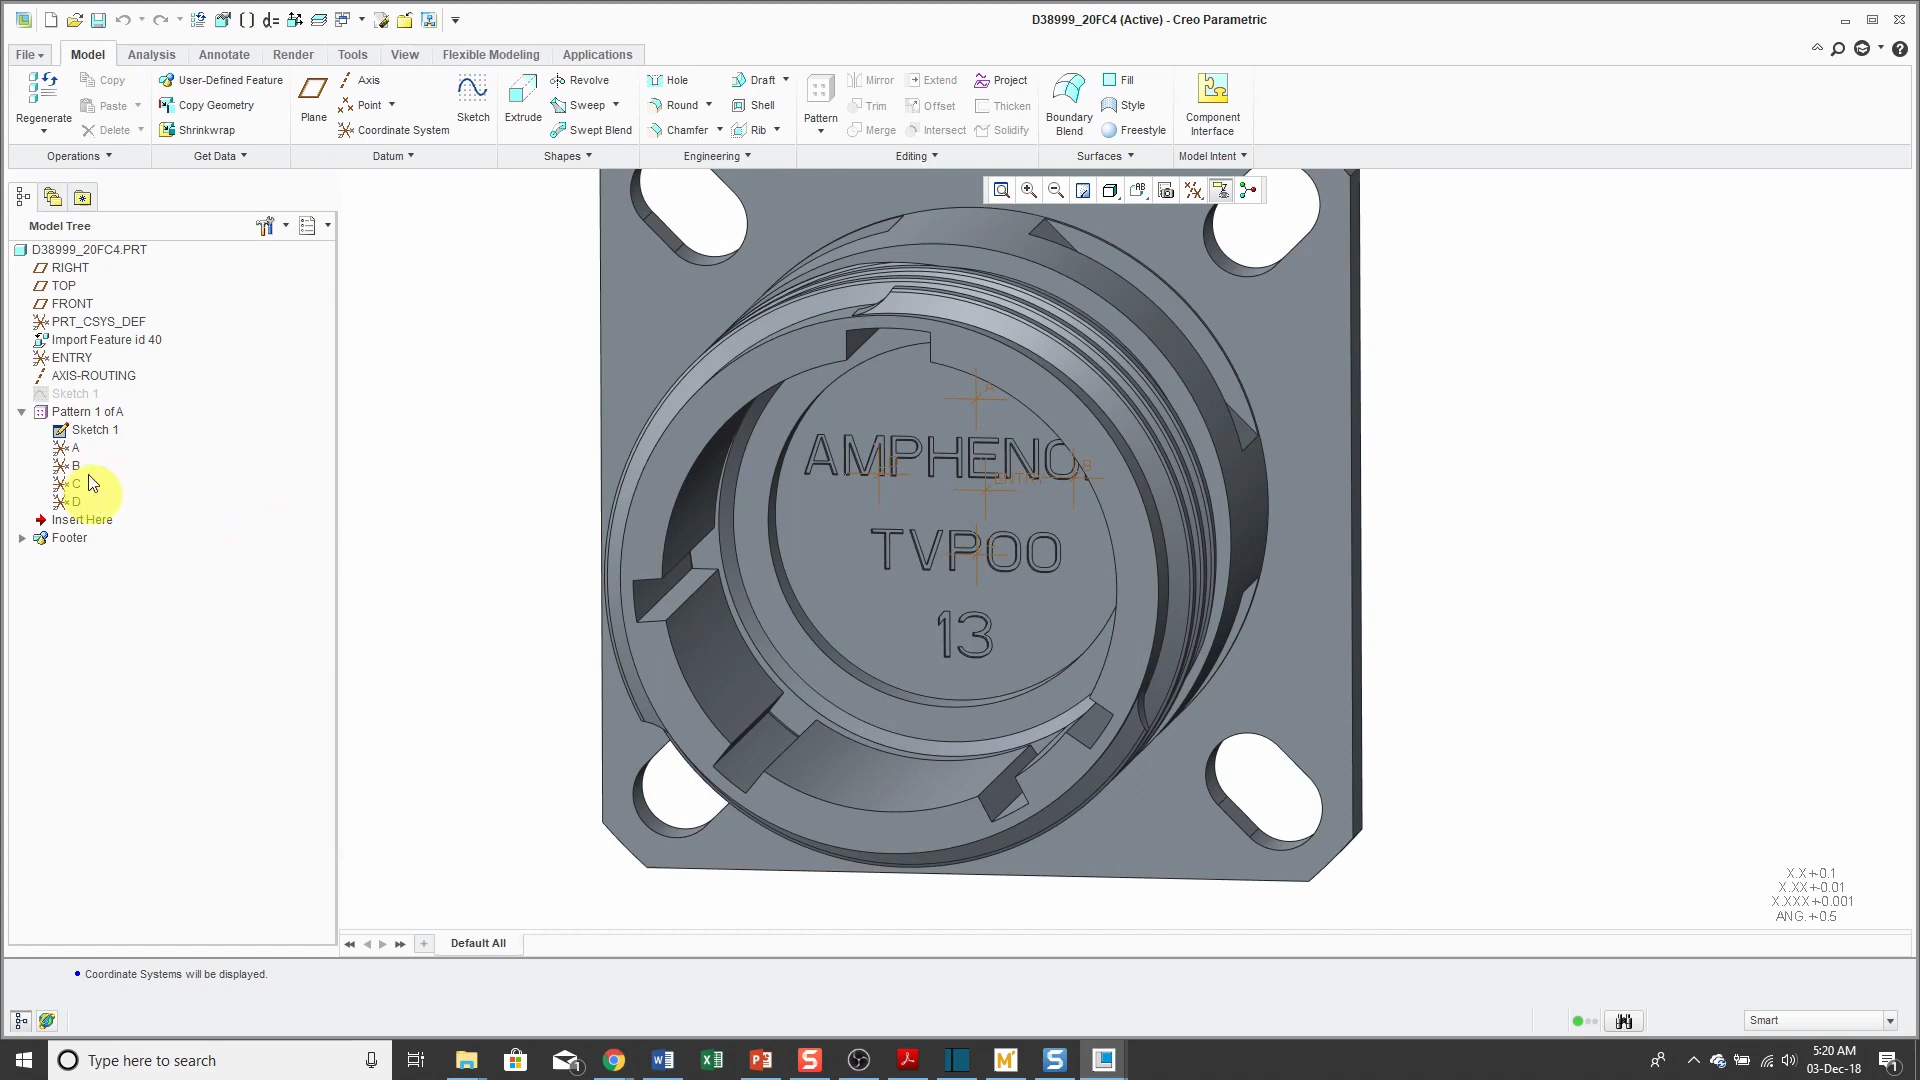 D38999_20FC4 (Active) - Creo Parametric
File
Model
Analysis
Annotate
Render
Tools
View
Flexible Modeling
Applications
Regenerate
Copy
Paste
Delete
User-Defined Feature
Copy Geometry
Shrinkwrap
Plane
Axis
Point
Coordinate System
Sketch
Extrude
Revolve
Sweep
Swept Blend
Hole
Round
Chamfer
Draft
Shell
Rib
Pattern
Mirror
Trim
Merge
Extend
Offset
Intersect
Project
Thicken
Solidify
Boundary
Blend
Fill
Style
Freestyle
Component
Interface
Operations
Get Data
Datum
Shapes
Engineering
Editing
Surfaces
Model Intent
Model Tree
D38999_20FC4.PRT
RIGHT
TOP
FRONT
PRT_CSYS_DEF
Import Feature id 40
ENTRY
AXIS-ROUTING
Sketch 1
Pattern 1 of A
Sketch 1
A
B
C
D
Insert Here
Footer
A
AMPHENO
B
ENTRY
TVP00
13
X.X+-0.1
X.XX+-0.01
X.XXX+-0.001
ANG.+-0.5
Default All
Coordinate Systems will be displayed.
Smart
Type here to search
5:20 AM
03-Dec-18